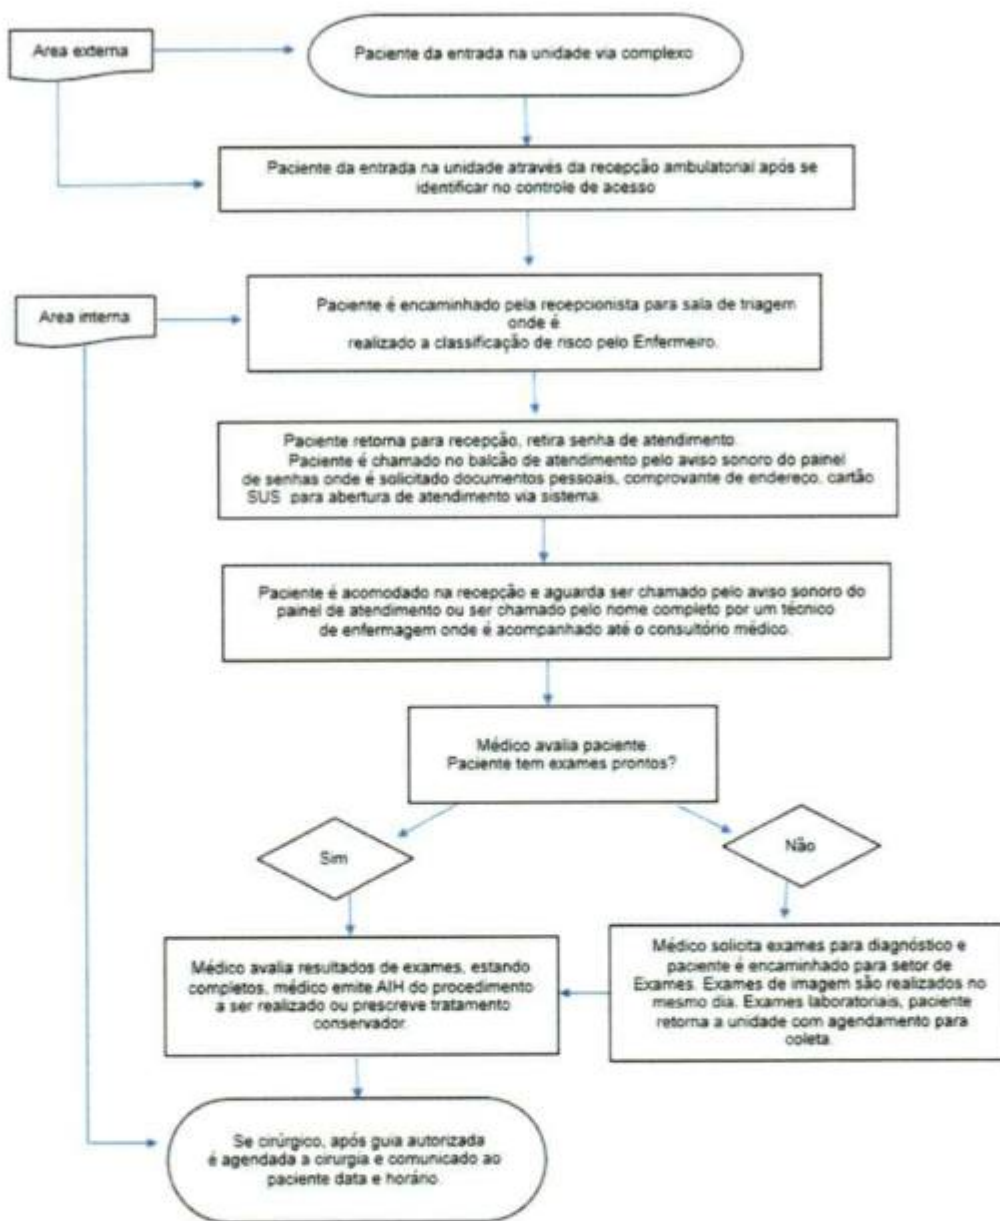 Area externa
Paciente da entrada na unidade via complexo
Paciente da entrada na unidade através da recepção ambulatorial após se
identificar no controle de acesso
Area interna
Paciente é encaminhado pela recepcionista para sala de triagem
onde é
realizado a classificação de risco pelo Enfermeiro.
Paciente retorna para recepção, retira senha de atendimento.
Paciente é chamado no balcão de atendimento pelo aviso sonoro do painel
de senhas onde é solicitado documentos pessoais, comprovante de endereço, cartão
SUS para abertura de atendimento via sistema.
Paciente é acomodado na recepção e aguarda ser chamado pelo aviso sonoro do
painel de atendimento ou ser chamado pelo nome completo por um técnico
de enfermagem onde é acompanhado até o consultório médico.
Médico avalia paciente
Paciente tem exames prontos?
Sim
Não
Médico avalia resultados de exames, estando
completos, médico emite AIH do procedimento
a ser realizado ou prescreve tratamento
conservador.
Médico solicita exames para diagnóstico e
paciente é encaminhado para setor de
Exames. Exames de imagem são realizados no
mesmo dia. Exames laboratoriais, paciente
retorna a unidade com agendamento para
coleta.
Se cirúrgico, após guia autorizada
é agendada a cirurgia e comunicado ao
paciente data e horário.